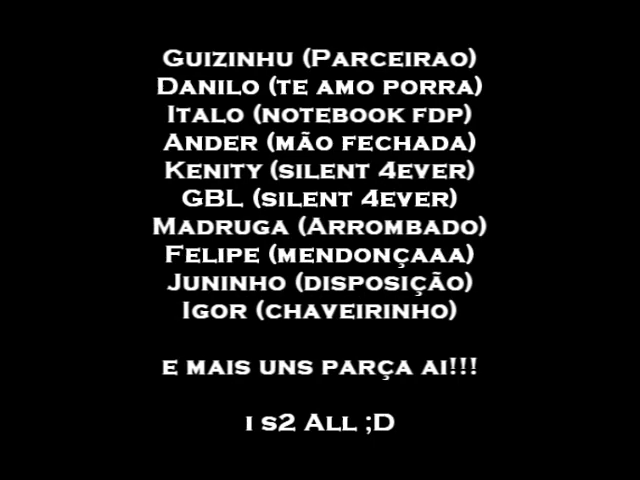 Guizinhu (Parceirao)
Danilo (te amo porra)
Italo (notebook fdp)
Ander (mão fechada)
Kenity (silent 4ever)
GBL (silent 4ever)
Madruga (Arrombado)
Felipe (mendonçaaa)
Juninho (disposição)
Igor (chaveirinho)
e mais uns parça ai!!!
i s2 All ;D